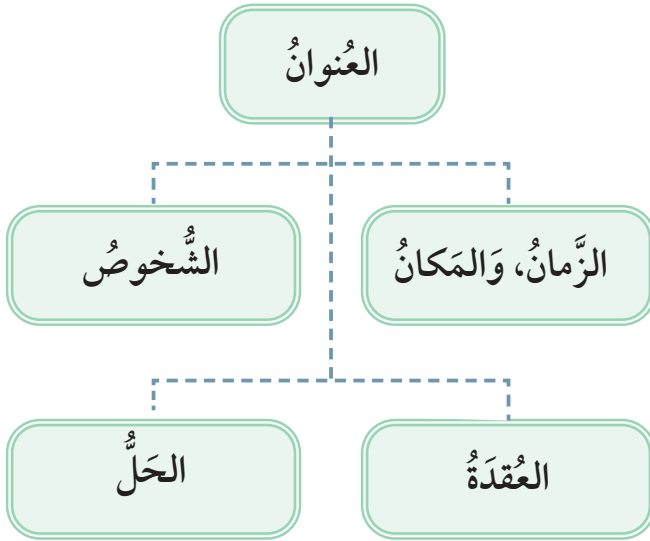 العُنوانُ
الزَّمانُ، وَالمَكانُ
الشُّخوصُ
العُقدَةُ
الحَلُّ